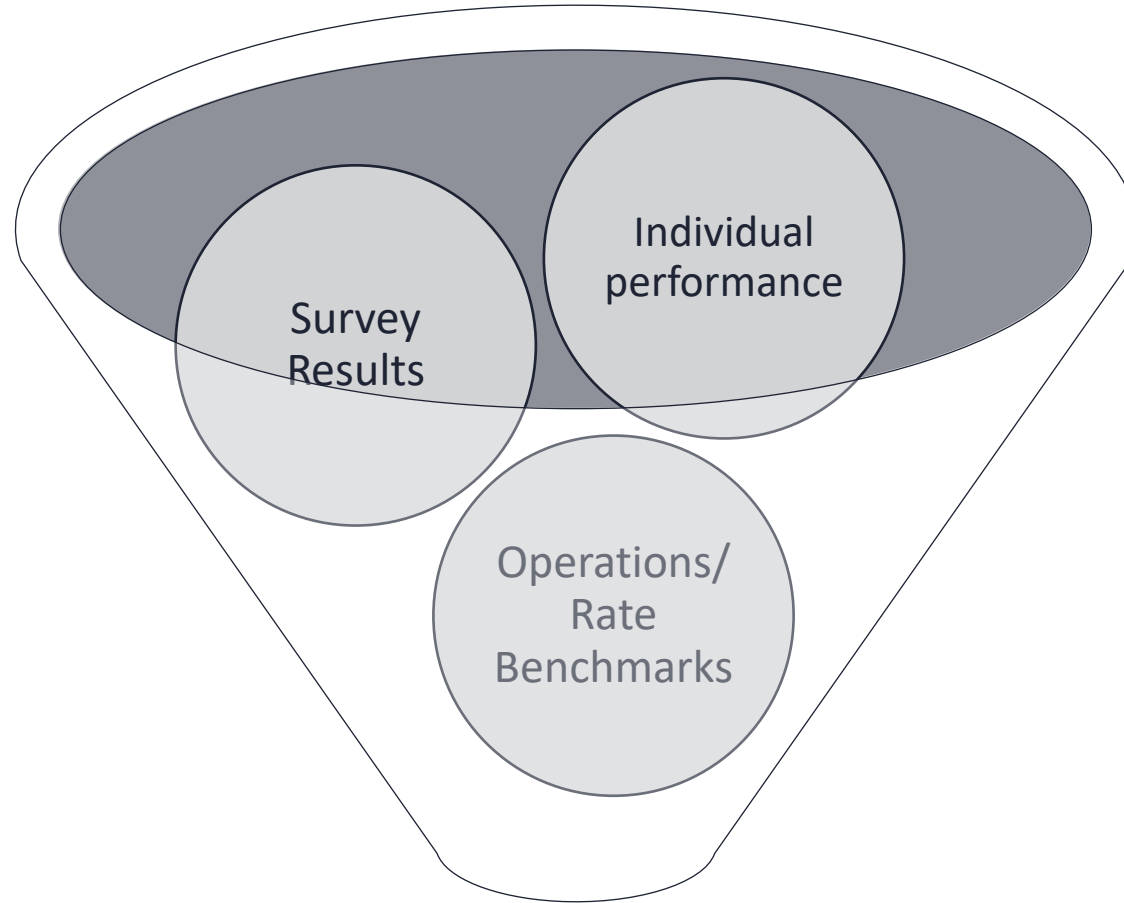 Individual
performance
Survey
Results
Operations/
Rate
Benchmarks